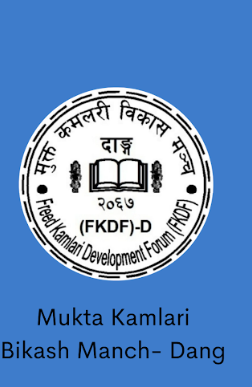 मुक्त कमलरी विकास मञ्च
दाङ्ग
२०६७
(FKDF)-D
Freed Kamlari Development Forum (FKDF)
Mukta Kamlari
Bikash Manch- Dang